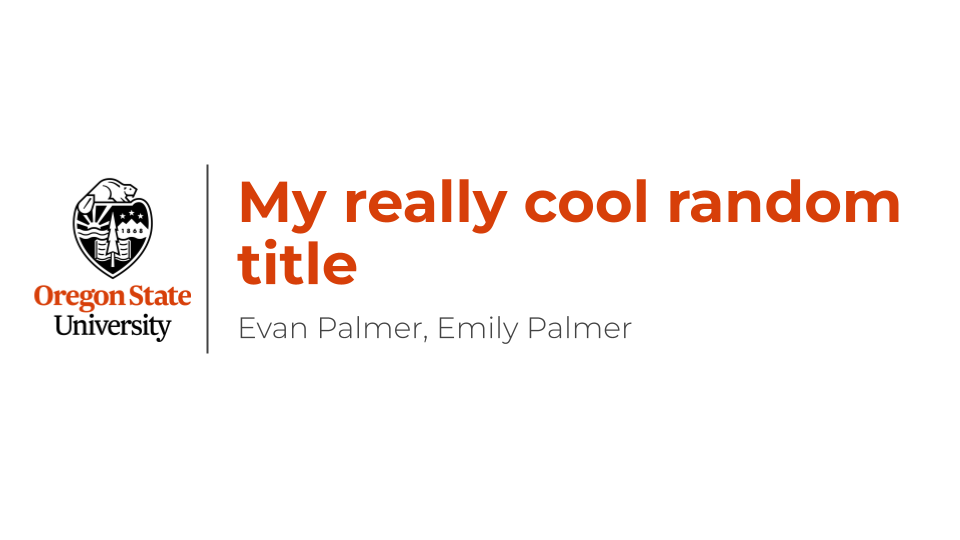 1868
Oregon State
University
My really cool random
title
Evan Palmer, Emily Palmer